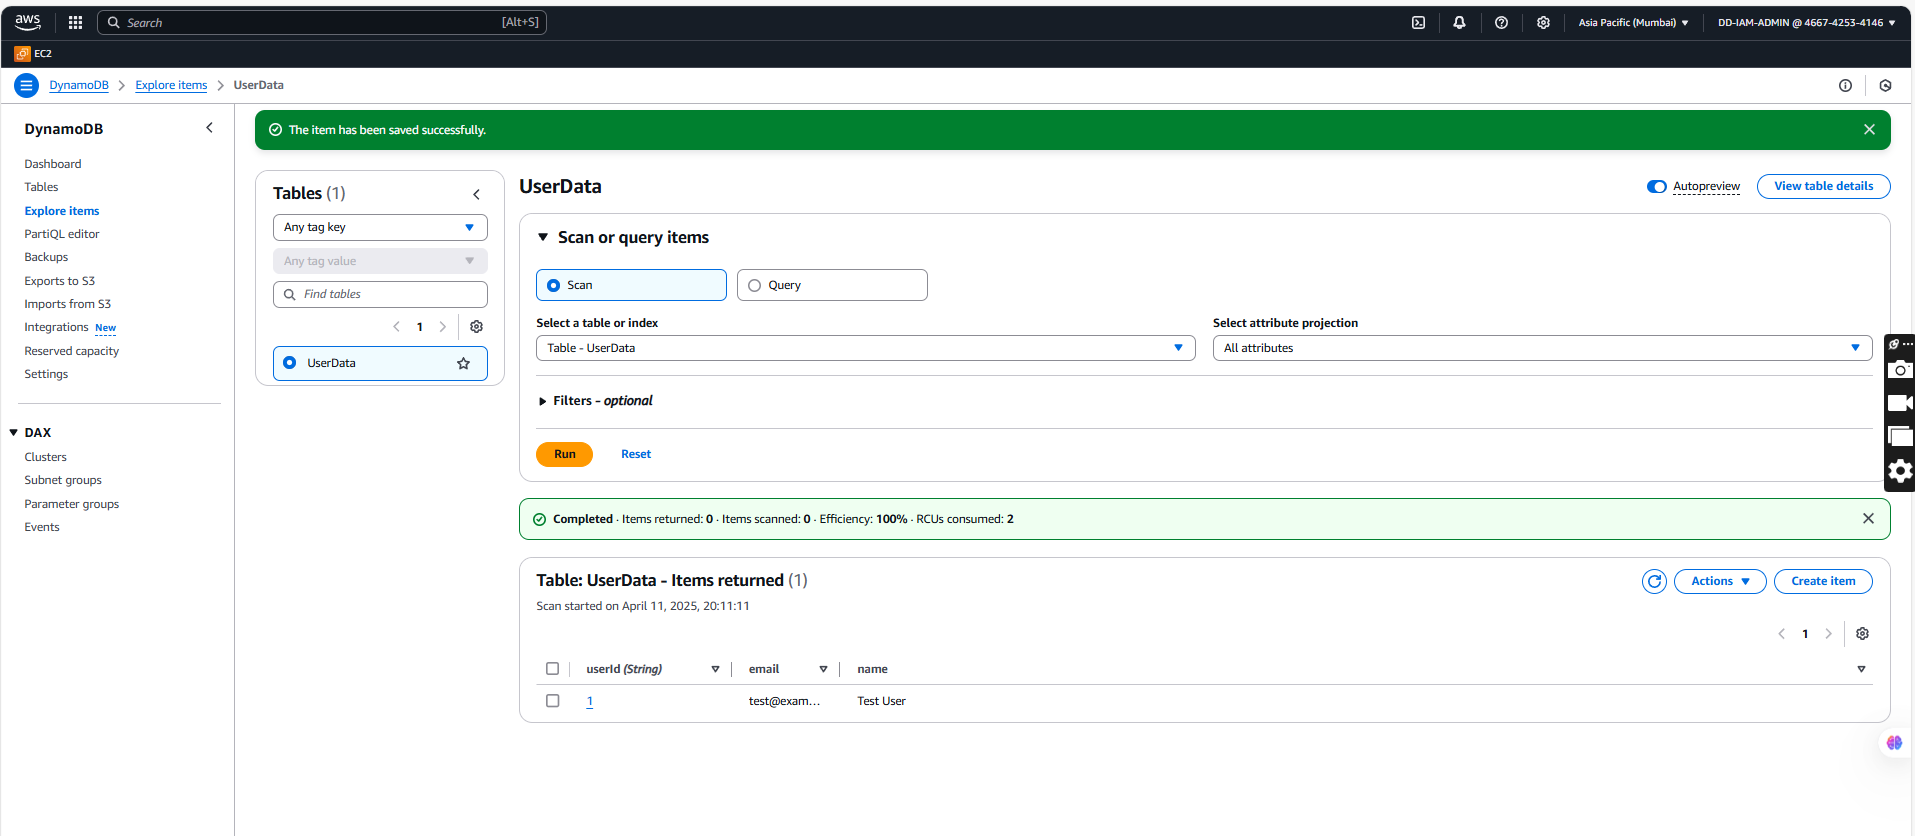 aws
Search [Alt+S]
Asia Pacific (Mumbai)
DD-IAM-ADMIN @ 4667-4253-4146
EC2
DynamoDB
Explore items
UserData
DynamoDB
Dashboard
Tables
Explore items
PartiQL editor
Backups
Exports to S3
Imports from S3
Integrations New
Reserved capacity
Settings
DAX
Clusters
Subnet groups
Parameter groups
Events
The item has been saved successfully.
Tables (1)
Any tag key
Any tag value
Find tables
1
UserData
UserData
Autopreview
View table details
Scan or query items
Scan
Query
Select a table or index
Table - UserData
Select attribute projection
All attributes
Filters - optional
Run
Reset
Completed · Items returned: 0 · Items scanned: 0 · Efficiency: 100% · RCUs consumed: 2
Table: UserData - Items returned (1)
Scan started on April 11, 2025, 20:11:11
Actions
Create item
1
userId (String) email name
1 test@exam... Test User